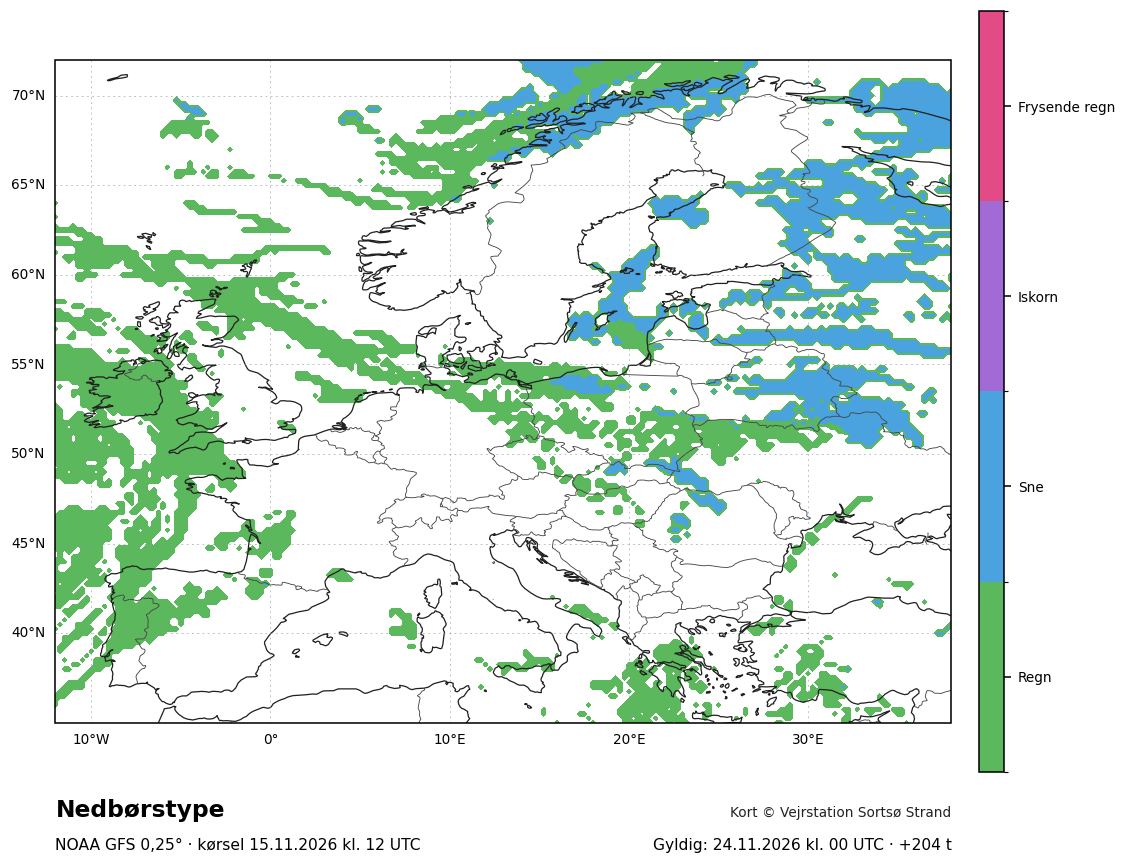 Frysende regn
Iskorn
Sne
Regn
70°N
65°N
60°N
55°N
50°N
45°N
40°N
10°W 0° 10°E 20°E 30°E
Nedbørstype
Kort © Vejrstation Sortsø Strand
NOAA GFS 0,25° · kørsel 15.11.2026 kl. 12 UTC
Gyldig: 24.11.2026 kl. 00 UTC · +204 t